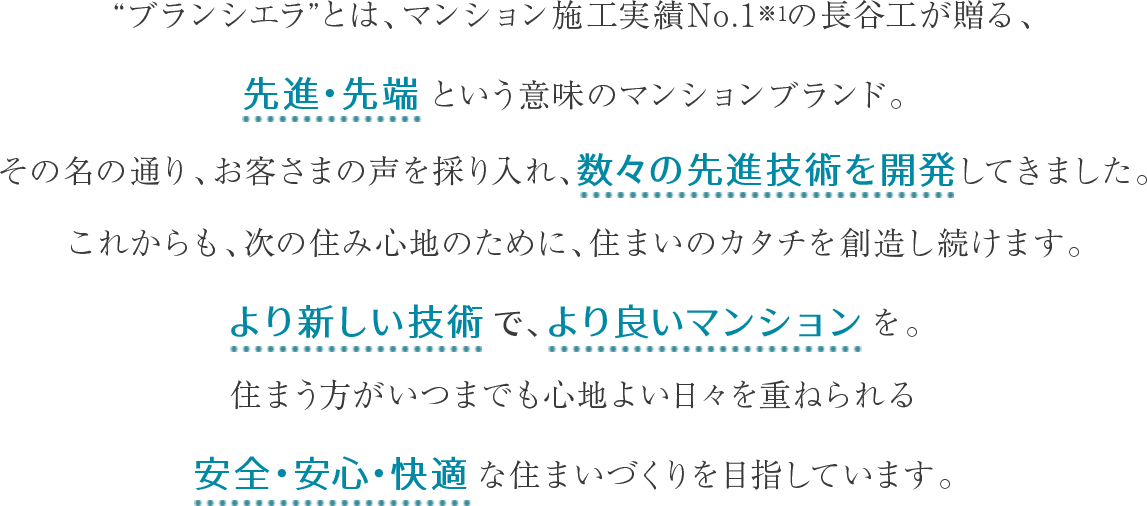 “ブランシエラ”とは、マンション施工実績No.1※1の長谷工が贈る、
先進・先端 という意味のマンションブランド。
その名の通り、お客さまの声を採り入れ、数々の先進技術を開発してきました。
これからも、次の住み心地のために、住まいのカタチを創造し続けます。
より新しい技術 で、より良いマンション を。
住まう方がいつまでも心地よい日々を重ねられる
安全・安心・快適 な住まいづくりを目指しています。